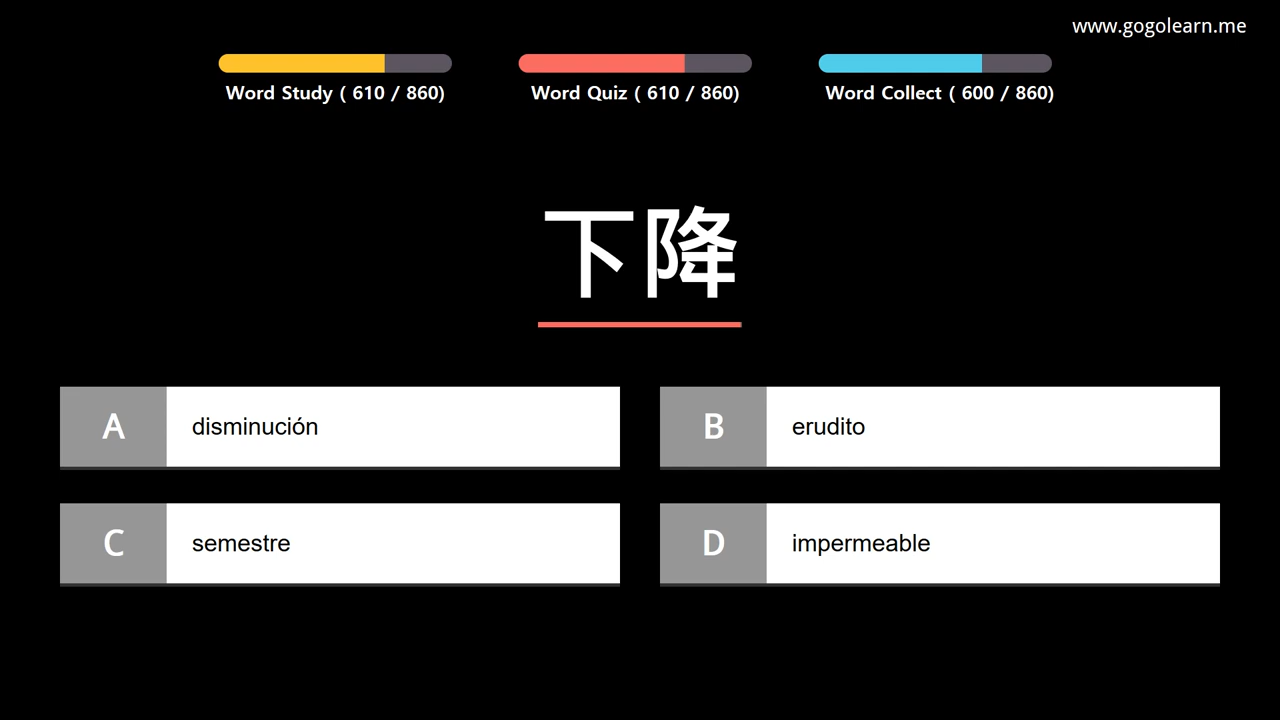 www.gogolearn.me
Word Study ( 610 / 860)
Word Quiz ( 610 / 860)
Word Collect ( 600 / 860)
下降
A disminución
B erudito
C semestre
D impermeable